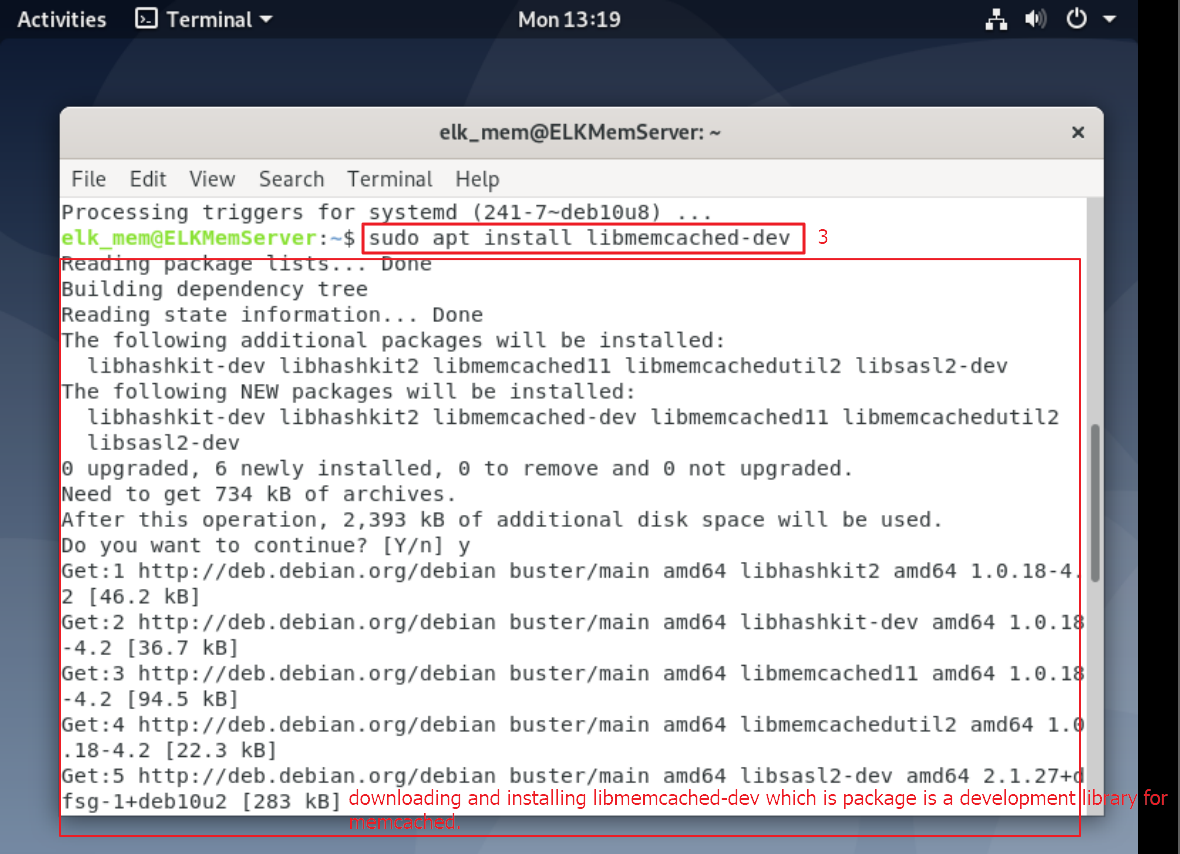 Activities Terminal Mon 13:19
elk_mem@ELKMemServer: ~ ×
File Edit View Search Terminal Help
Processing triggers for systemd (241-7~deb10u8) ...
elk_mem@ELKMemServer:~$ sudo apt install libmemcached-dev 3
Reading package lists... Done
Building dependency tree
Reading state information... Done
The following additional packages will be installed:
libhashkit-dev libhashkit2 libmemcached11 libmemcachedutil2 libsasl2-dev
The following NEW packages will be installed:
libhashkit-dev libhashkit2 libmemcached-dev libmemcached11 libmemcachedutil2
libsasl2-dev
0 upgraded, 6 newly installed, 0 to remove and 0 not upgraded.
Need to get 734 kB of archives.
After this operation, 2,393 kB of additional disk space will be used.
Do you want to continue? [Y/n] y
Get:1 http://deb.debian.org/debian buster/main amd64 libhashkit2 amd64 1.0.18-4.
2 [46.2 kB]
Get:2 http://deb.debian.org/debian buster/main amd64 libhashkit-dev amd64 1.0.18
-4.2 [36.7 kB]
Get:3 http://deb.debian.org/debian buster/main amd64 libmemcached11 amd64 1.0.18
-4.2 [94.5 kB]
Get:4 http://deb.debian.org/debian buster/main amd64 libmemcachedutil2 amd64 1.0
.18-4.2 [22.3 kB]
Get:5 http://deb.debian.org/debian buster/main amd64 libsasl2-dev amd64 2.1.27+d
fsg-1+deb10u2 [283 kB] downloading and installing libmemcached-dev which is package is a development library for
memcached.